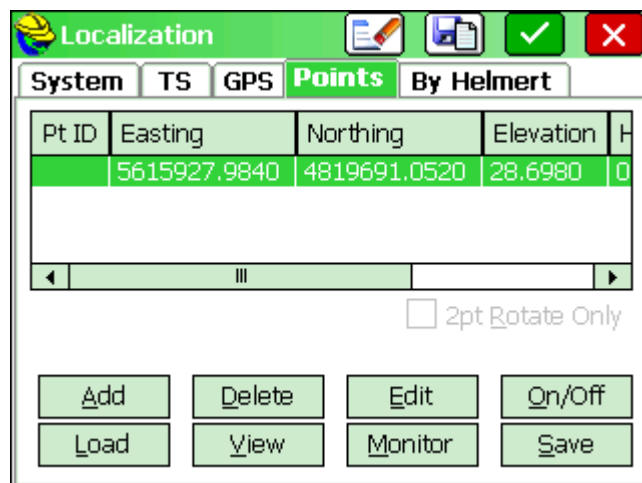 Localization
System TS GPS Points By Helmert
Pt ID Easting Northing Elevation H
5615927.9840 4819691.0520 28.6980 0
2pt Rotate Only
Add Delete Edit On/Off
Load View Monitor Save